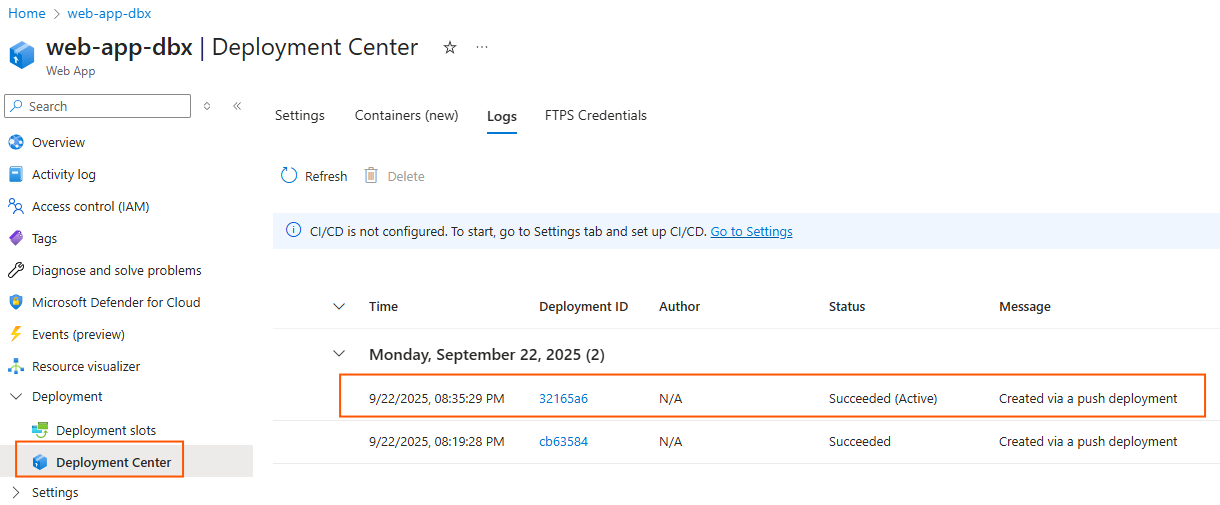 Home > web-app-dbx
web-app-dbx | Deployment Center
Web App
Search
Overview
Activity log
Access control (IAM)
Tags
Diagnose and solve problems
Microsoft Defender for Cloud
Events (preview)
Resource visualizer
Deployment
Deployment slots
Deployment Center
Settings
Settings Containers (new) Logs FTPS Credentials
Refresh Delete
CI/CD is not configured. To start, go to Settings tab and set up CI/CD. Go to Settings
Time Deployment ID Author Status Message
Monday, September 22, 2025 (2)
9/22/2025, 08:35:29 PM 32165a6 N/A Succeeded (Active) Created via a push deployment
9/22/2025, 08:19:28 PM cb63584 N/A Succeeded Created via a push deployment